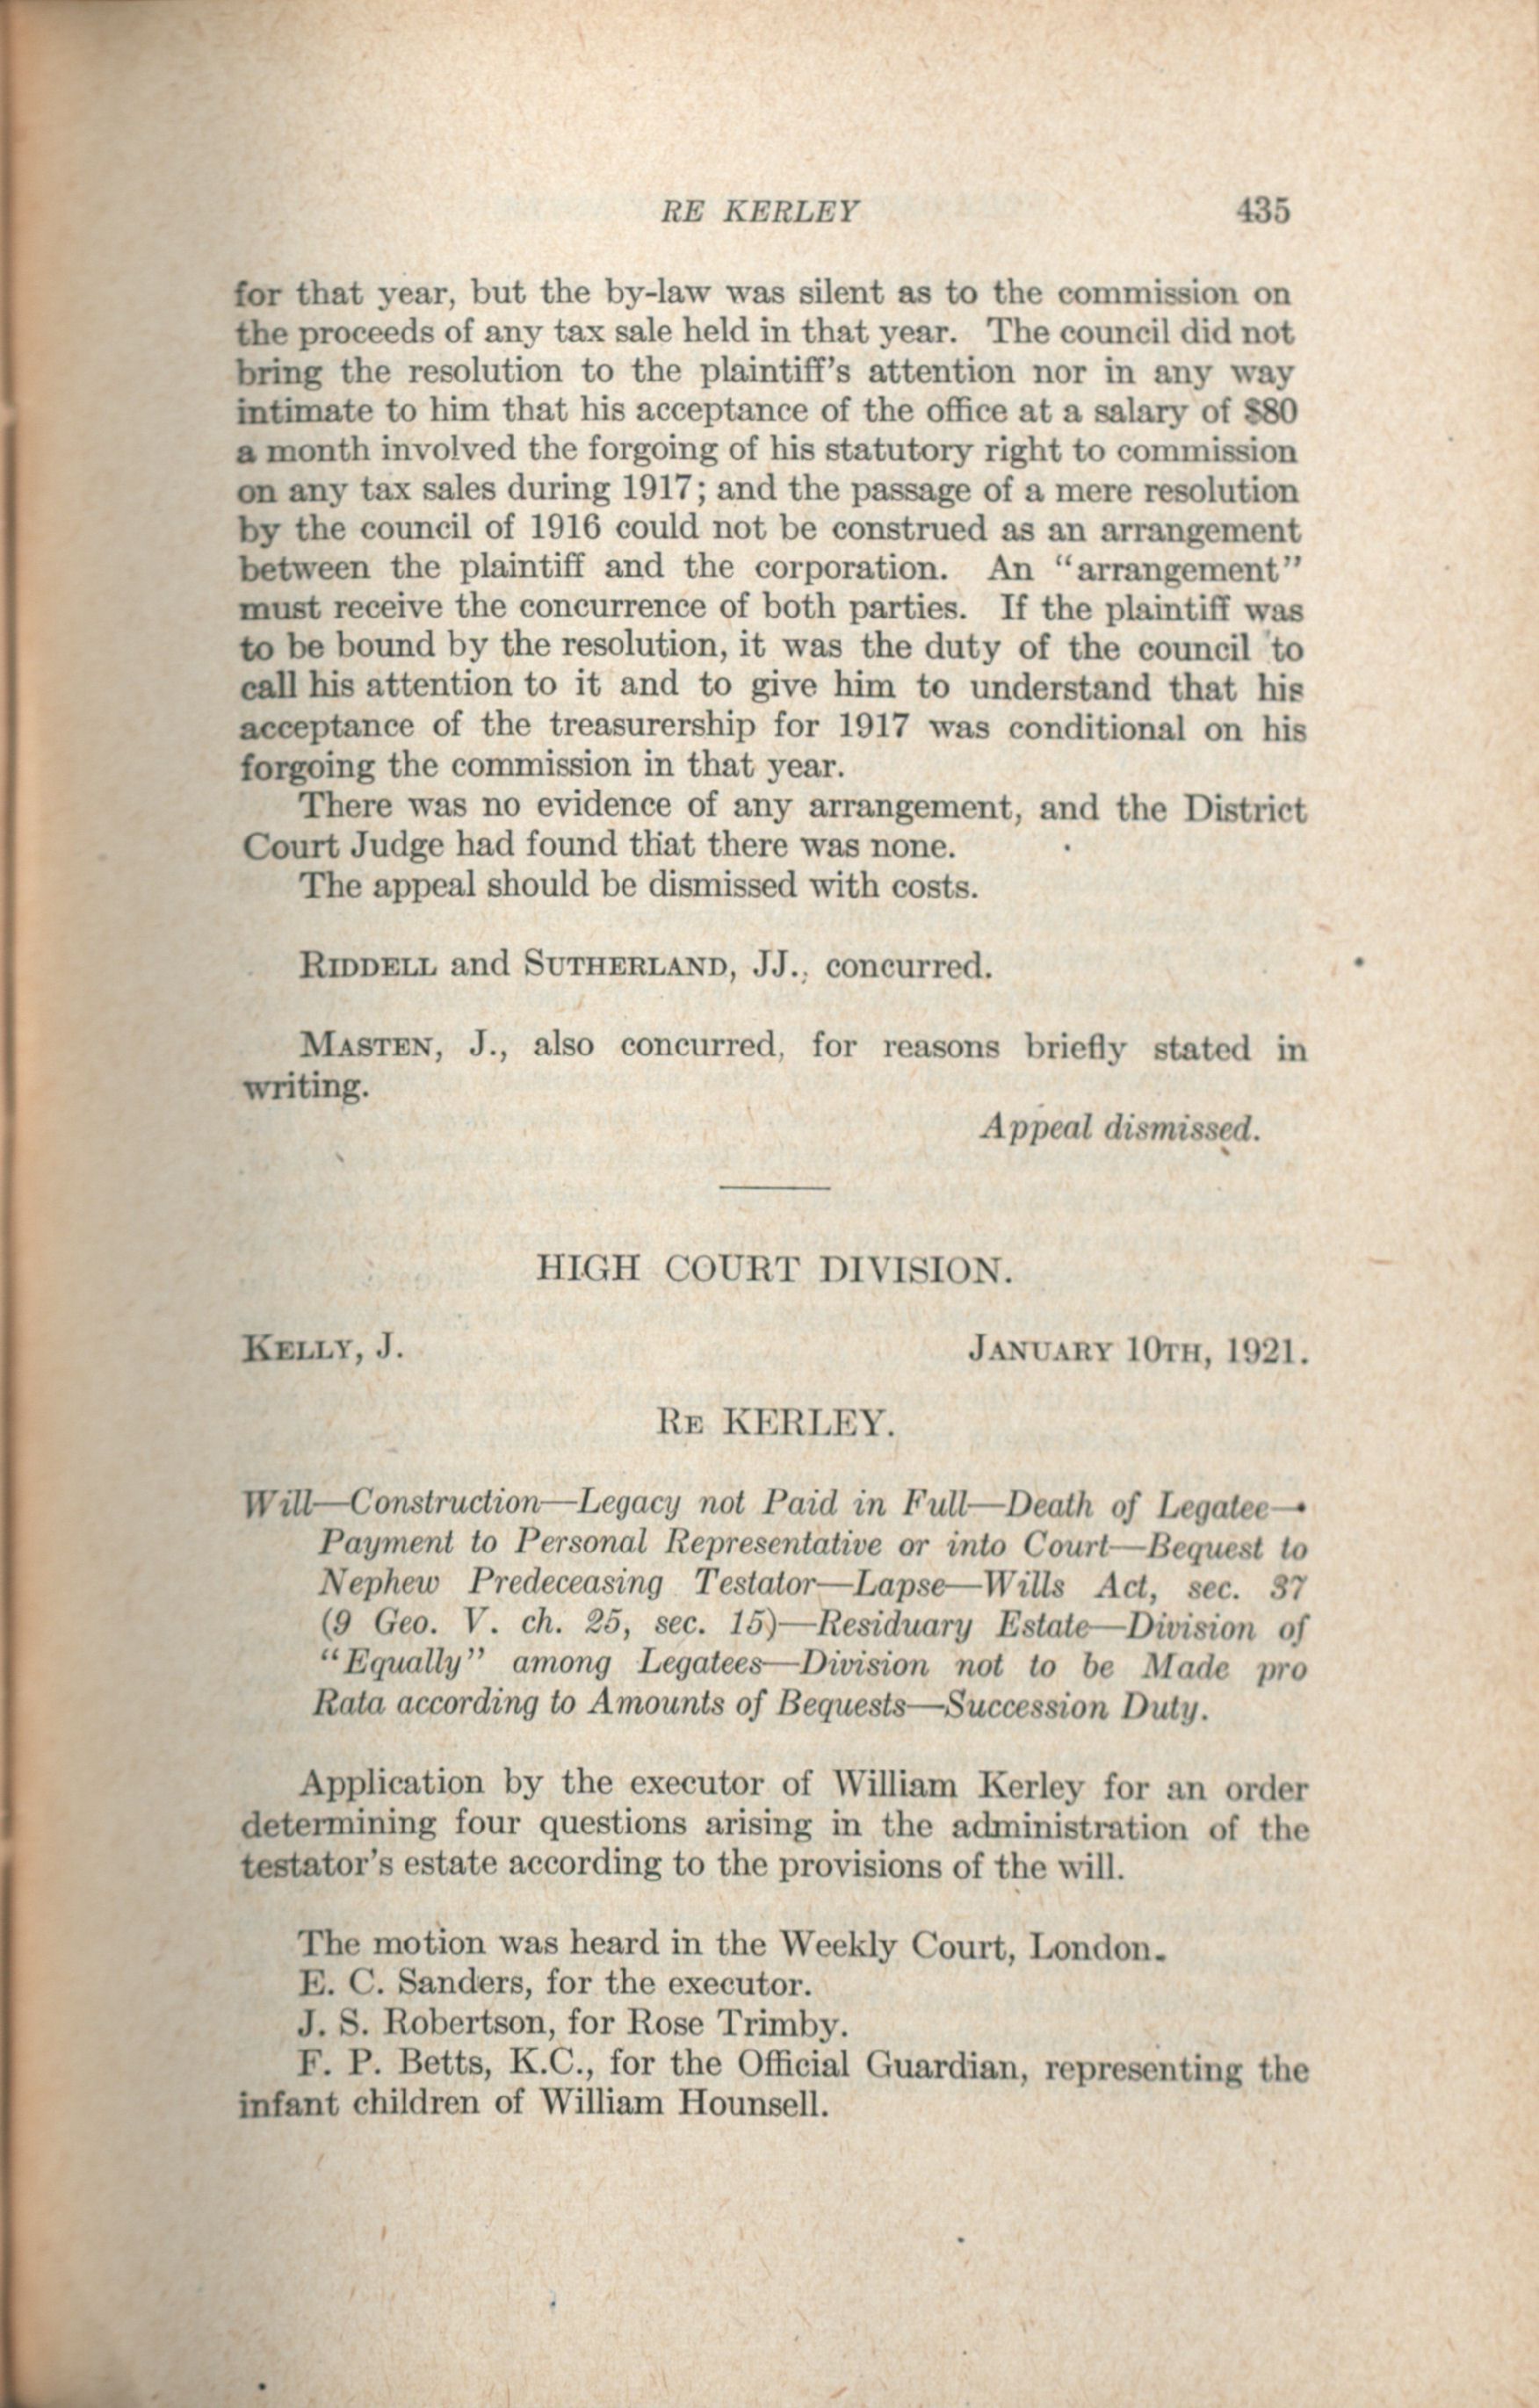 RE KERLEY 435
for that year, but the by-law was silent as to the commission on
the proceeds of any tax sale held in that year. The council did not
bring the resolution to the plaintiff's attention nor in any way
intimate to him that his acceptance of the office at a salary of $80
a month involved the forgoing of his statutory right to commission
on any tax sales during 1917; and the passage of a mere resolution
by the council of 1916 could not be construed as an arrangement
between the plaintiff and the corporation. An "arrangement"
must receive the concurrence of both parties. If the plaintiff was
to be bound by the resolution, it was the duty of the council to
call his attention to it and to give him to understand that his
acceptance of the treasurership for 1917 was conditional on his
forgoing the commission in that year.
There was no evidence of any arrangement, and the District
Court Judge had found that there was none.
The appeal should be dismissed with costs.
RIDDELL and SUTHERLAND, JJ., concurred.
MASTEN, J., also concurred, for reasons briefly stated in
writing.
Appeal dismissed.
HIGH COURT DIVISION.
KELLY, J. JANUARY 10TH, 1921.
RE KERLEY.
Will—Construction—Legacy not Paid in Full—Death of Legatee—
Payment to Personal Representative or into Court—Bequest to
Nephew Predeceasing Testator—Lapse—Wills Act, sec. 37
(9 Geo. V. ch. 25, sec. 15)—Residuary Estate—Division of
"Equally" among Legatees—Division not to be Made pro
Rata according to Amounts of Bequests—Succession Duty.
Application by the executor of William Kerley for an order
determining four questions arising in the administration of the
testator's estate according to the provisions of the will.
The motion was heard in the Weekly Court, London.
E. C. Sanders, for the executor.
J. S. Robertson, for Rose Trimby.
F. P. Betts, K.C., for the Official Guardian, representing the
infant children of William Hounsell.